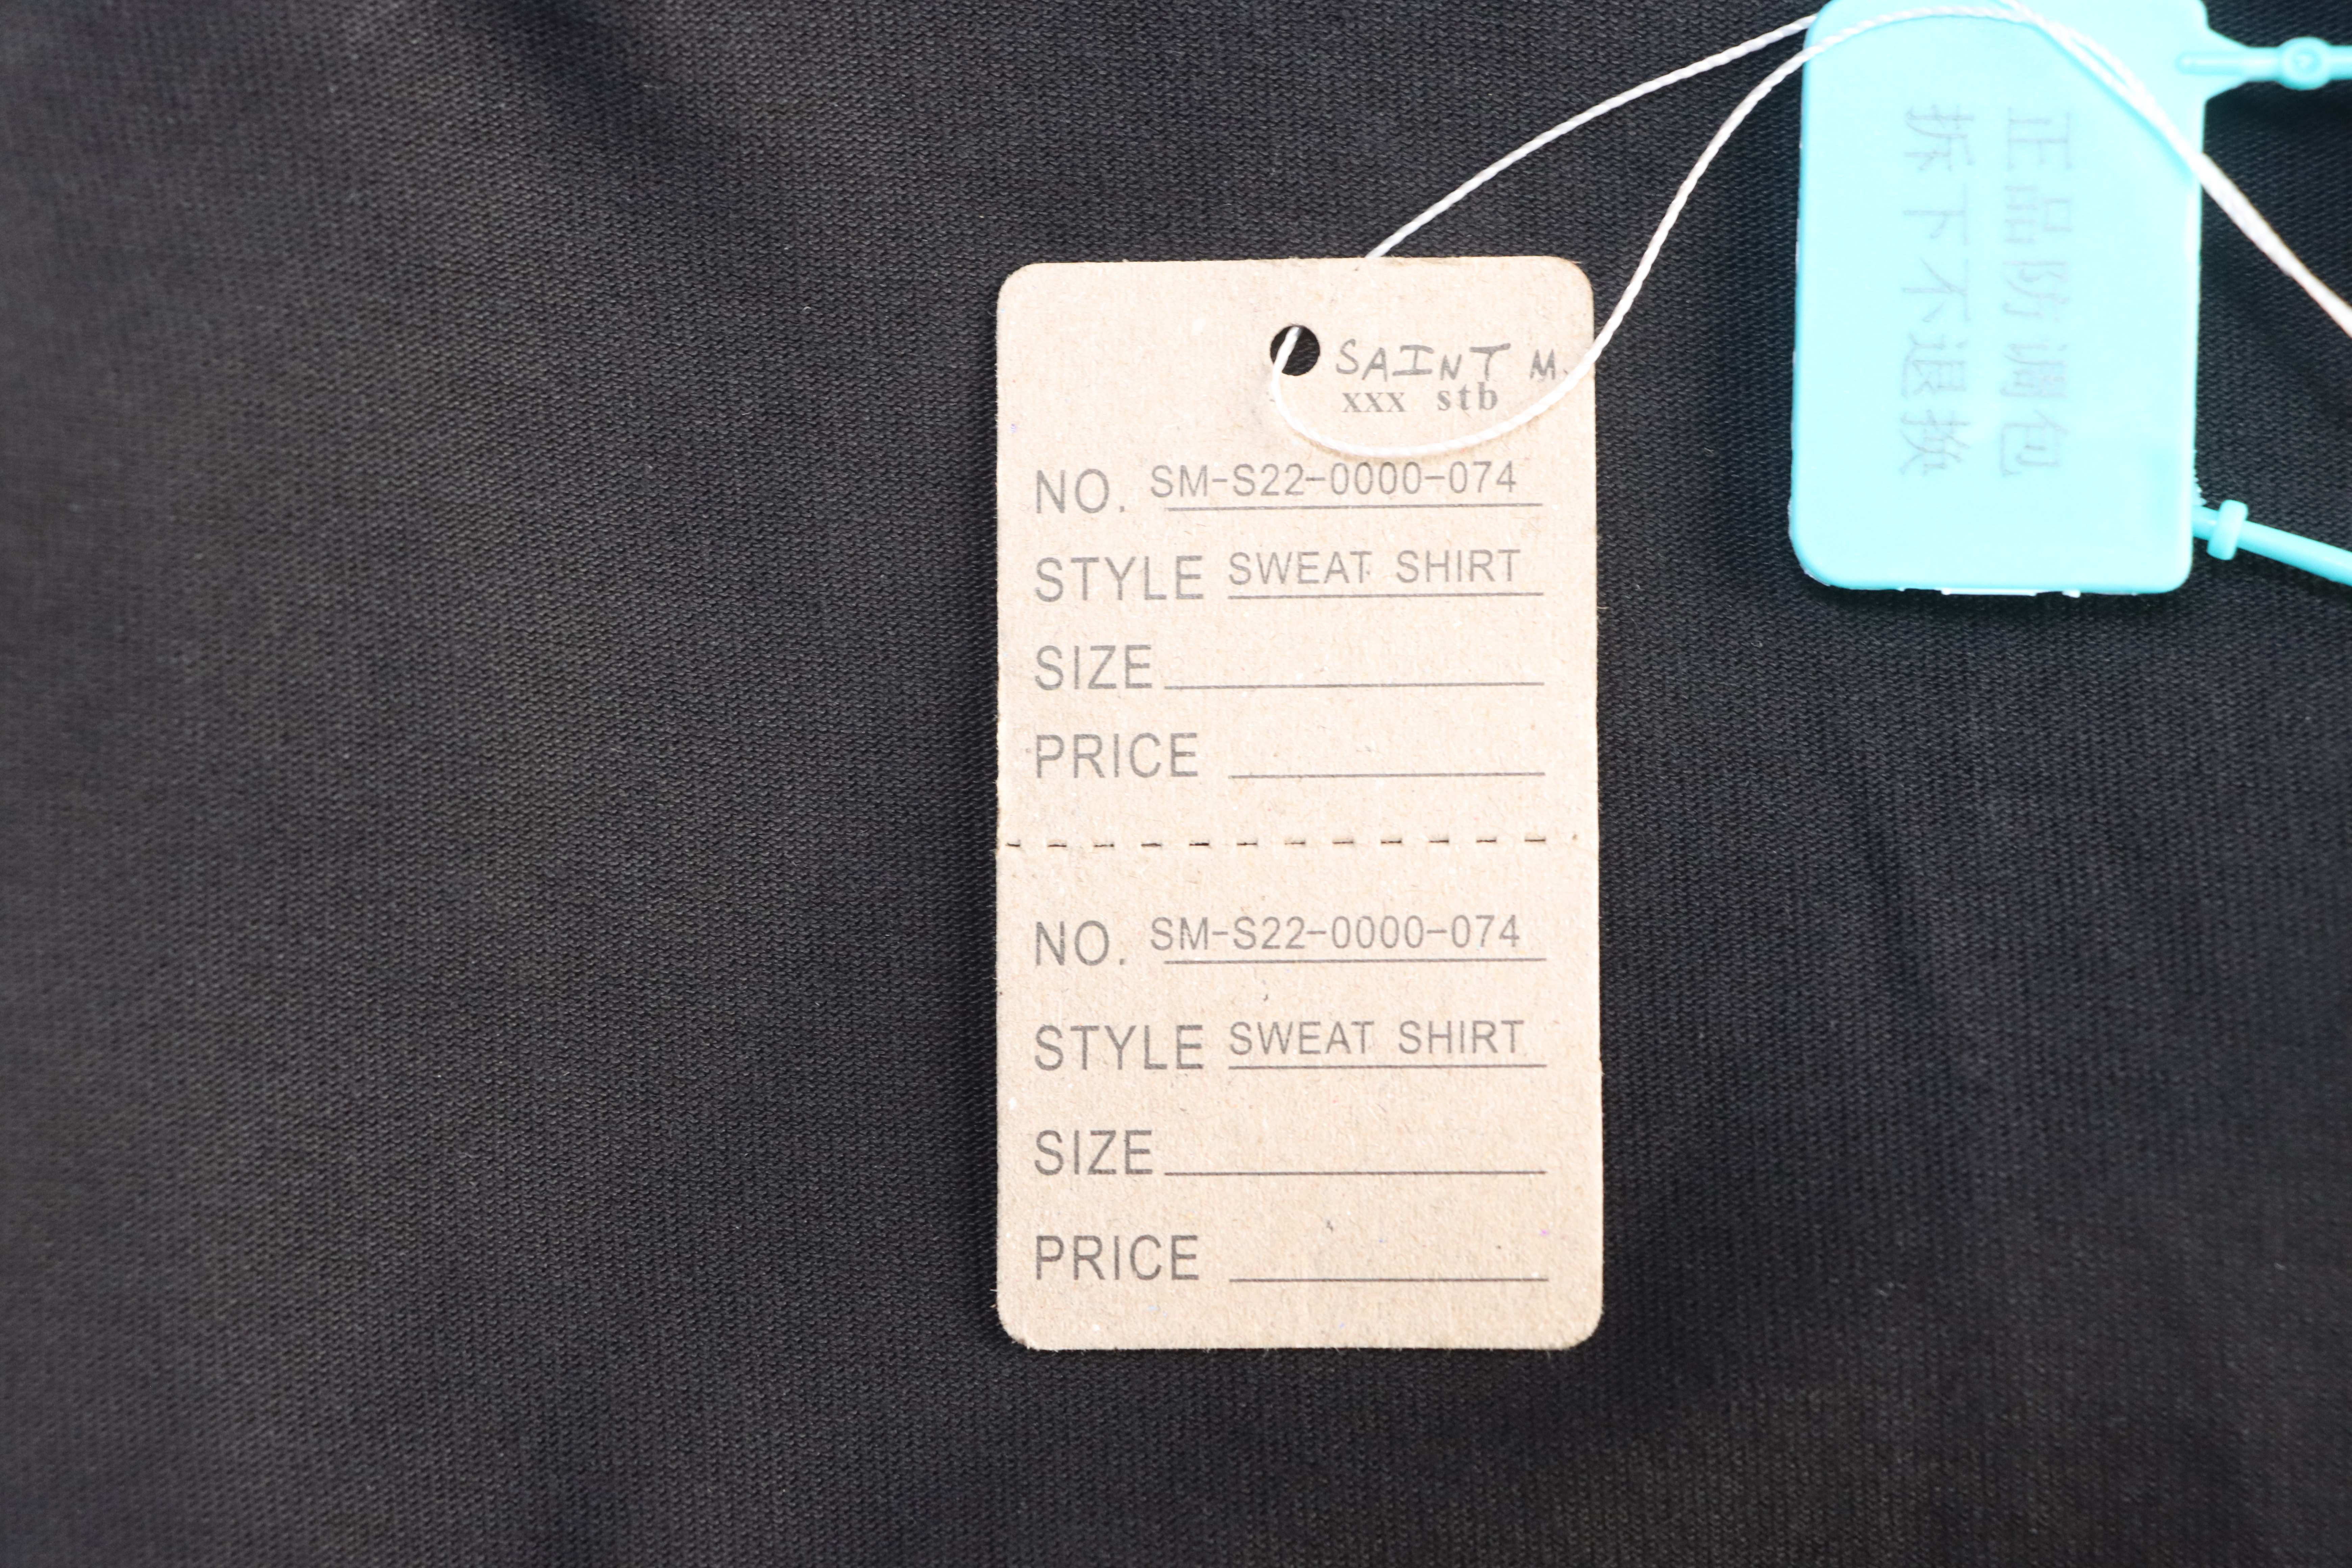 SAINT M.
xxx stb
NO. SM-S22-0000-074
STYLE SWEAT SHIRT
SIZE
PRICE
NO. SM-S22-0000-074
STYLE SWEAT SHIRT
SIZE
PRICE
正品防调包
拆下不退换